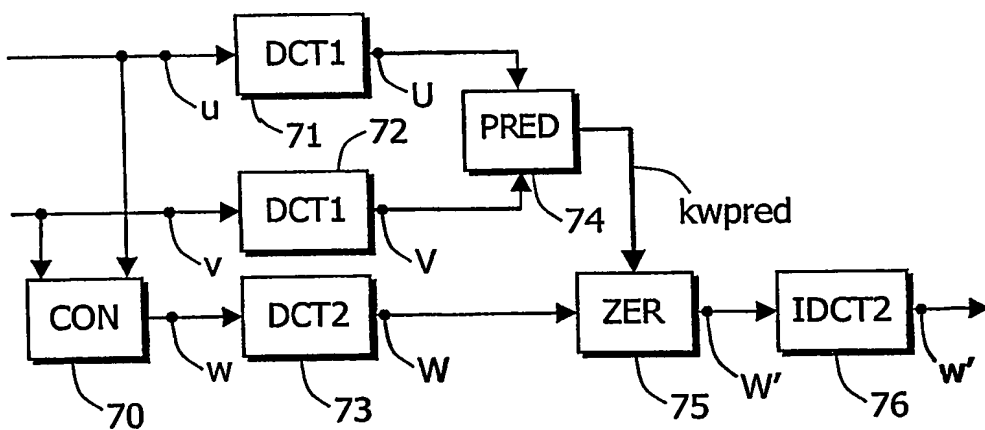 DCT1
u
U
71
PRED
72
DCT1
74
kwpred
v
V
CON
DCT2
ZER
IDCT2
w
W
W'
w'
70
73
75
76